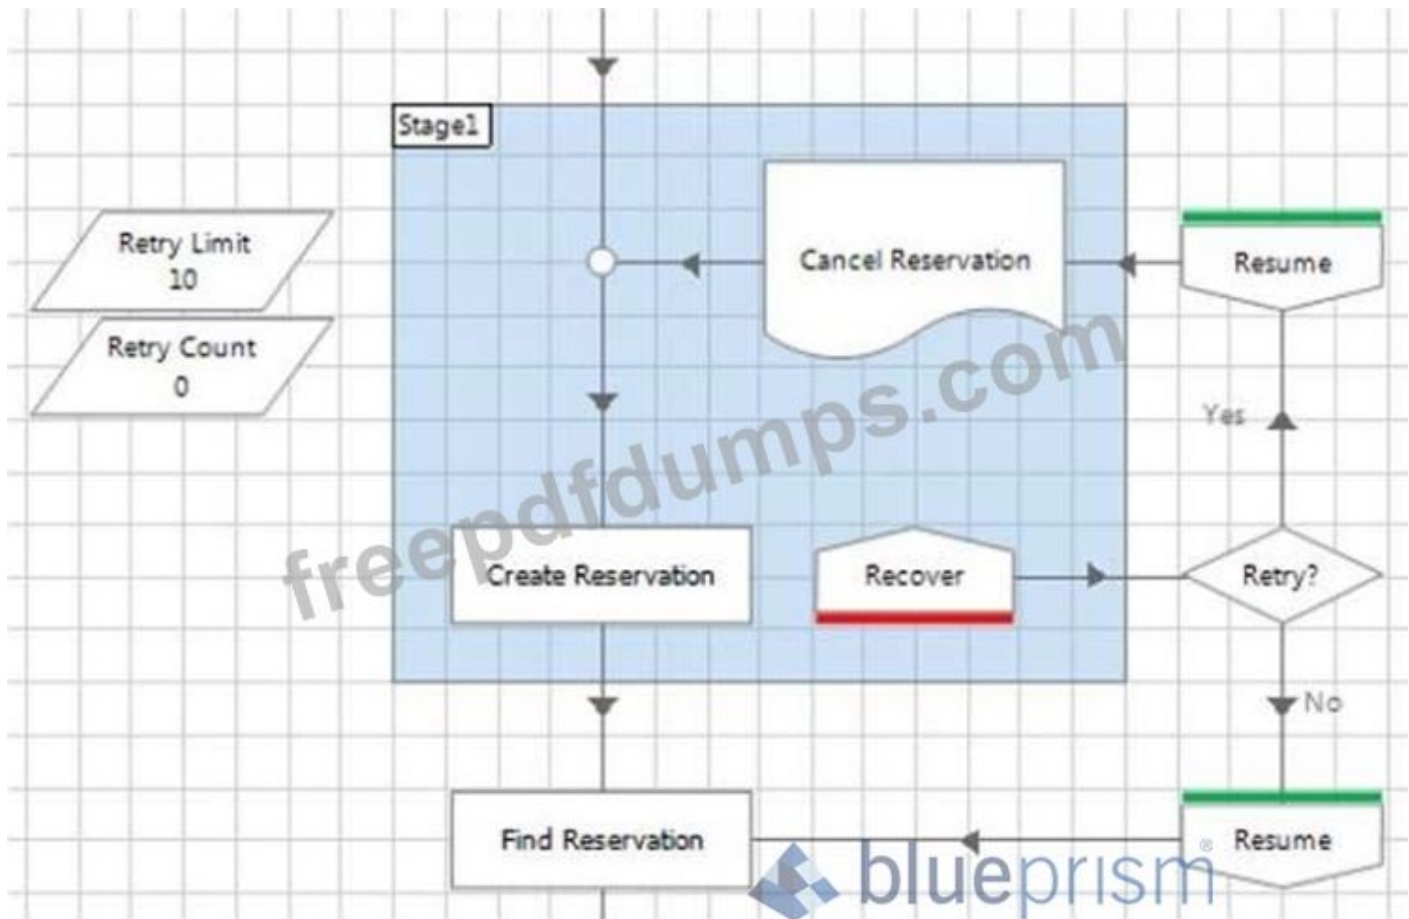 Stage1
Retry Limit
10
Cancel Reservation
Resume
Retry Count
0
Yes
freepdfdumps.com
Create Reservation
Recover
Retry?
No
Find Reservation
Resume
blueprism®